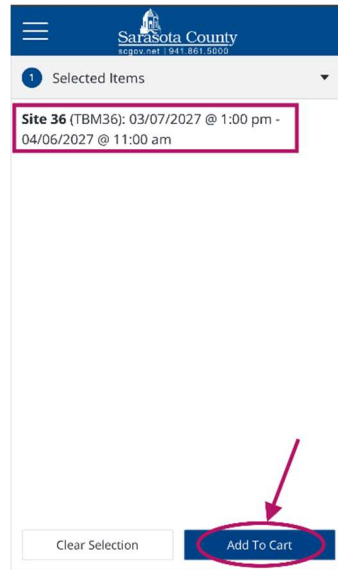 Sarasota County
scgov.net | 941.861.5000
1 Selected Items
Site 36 (TBM36): 03/07/2027 @ 1:00 pm -
04/06/2027 @ 11:00 am
Clear Selection
Add To Cart